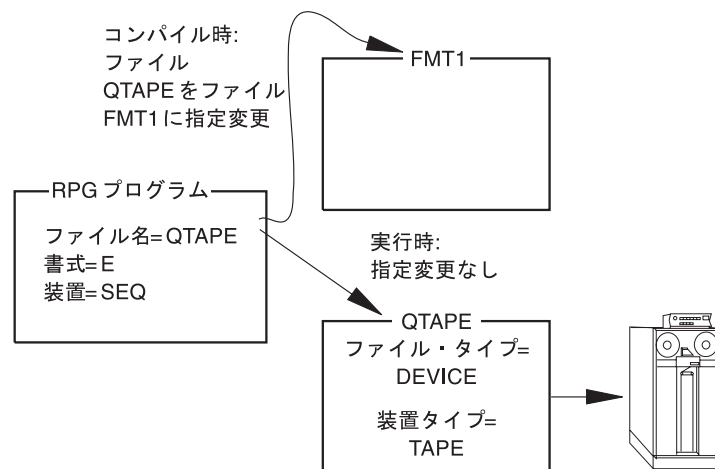 コンパイル時:
ファイル
QTAPEをファイル
FMT1に指定変更
FMT1
RPGプログラム
ファイル名=QTAPE
書式=E
装置=SEQ
実行時:
指定変更なし
QTAPE
ファイル・タイプ=
DEVICE
装置タイプ=
TAPE